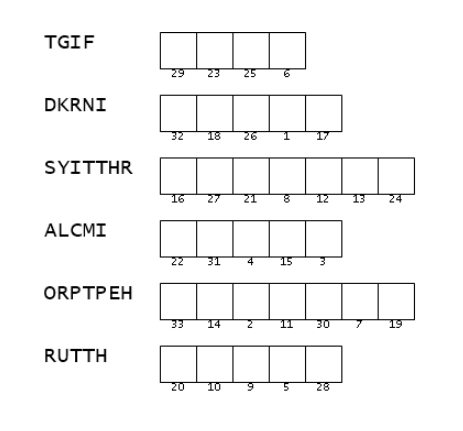 TGIF
29 23 25 6
DKRNI
32 18 26 1 17
SYITTHR
16 27 21 8 12 13 24
ALCMI
22 31 4 15 3
ORPTPEH
33 14 2 11 30 7 19
RUTTH
20 10 9 5 28